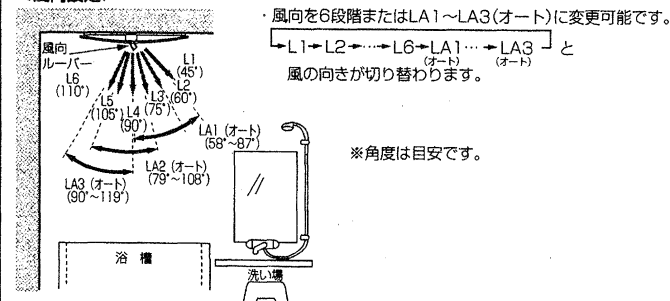 ・風向を6段階またはLA1～LA3(オート)に変更可能です。
→L1→L2→⋯→L6→LA1⋯→LA3 と
(オート) (オート)
風の向きが切り替わります。
※角度は目安です。
風向
ルーバー
L1
(45°)
L2
(60°)
L3
(75°)
L4
(90°)
L5
(105°)
L6
(110°)
LA1 (オート)
(58°～87°)
LA2 (オート)
(79°～108°)
LA3 (オート)
(90°～119°)
浴 槽
洗い場